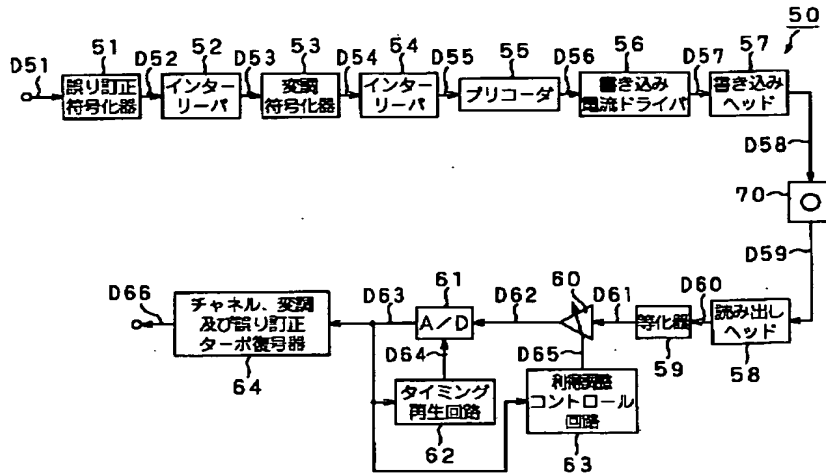 50
51
52
53
54
55
56
57
D51
D52
D53
D54
D55
D56
D57
誤り訂正
符号化器
インター
リーバ
変調
符号化器
インター
リーバ
プリコーダ
書き込み
電流ドライバ
書き込み
ヘッド
D58
70
D59
D66
チャネル、変調
及び誤り訂正
ターボ復号器
64
D63
61
A/D
D64
D62
60
D61
等化器
59
D60
読み出し
ヘッド
58
D65
タイミング
再生回路
62
利得調整
コントロール
回路
63